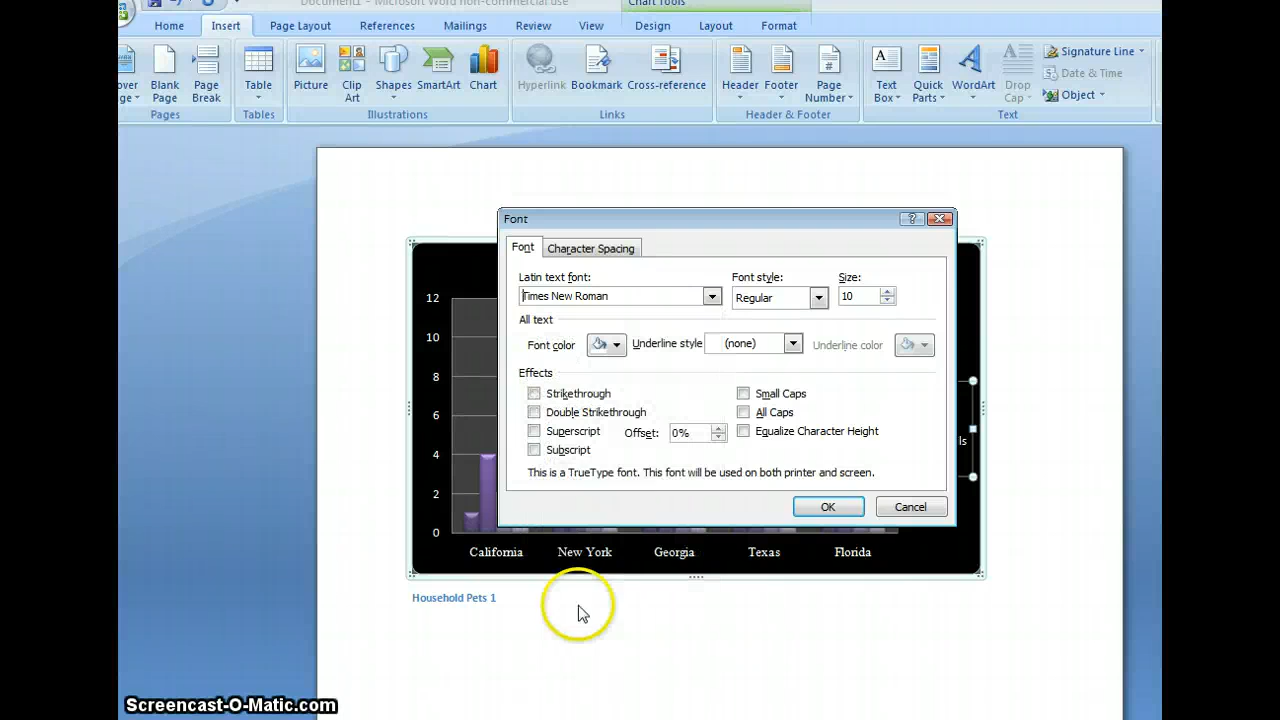 Document1 - Microsoft Word non-commercial use
Chart Tools
Home Insert Page Layout References Mailings Review View Design Layout Format
Cover Page Blank Page Page Break Table Picture Clip Art Shapes SmartArt Chart Hyperlink Bookmark Cross-reference Header Footer Page Number Text Box Quick Parts WordArt Drop Cap
Signature Line
Date & Time
Object
Pages Tables Illustrations Links Header & Footer Text
Font
Font Character Spacing
Latin text font: Font style: Size:
Times New Roman Regular 10
All text
Font color Underline style (none) Underline color
Effects
Strikethrough Small Caps
Double Strikethrough All Caps
Superscript Offset: 0% Equalize Character Height
Subscript
This is a TrueType font. This font will be used on both printer and screen.
OK Cancel
12
10
8
6
4
2
0
ls
California New York Georgia Texas Florida
Household Pets 1
Screencast-O-Matic.com